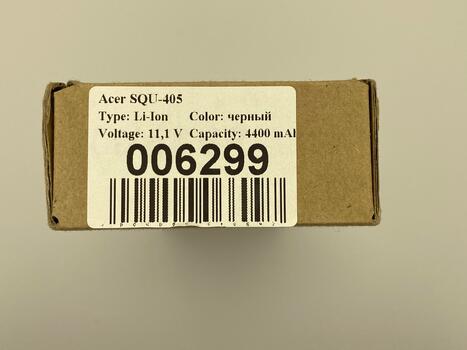 Acer SQU-405
Type: Li-Ion Color: черный
Voltage: 11,1 V Capacity: 4400 mAh
006299